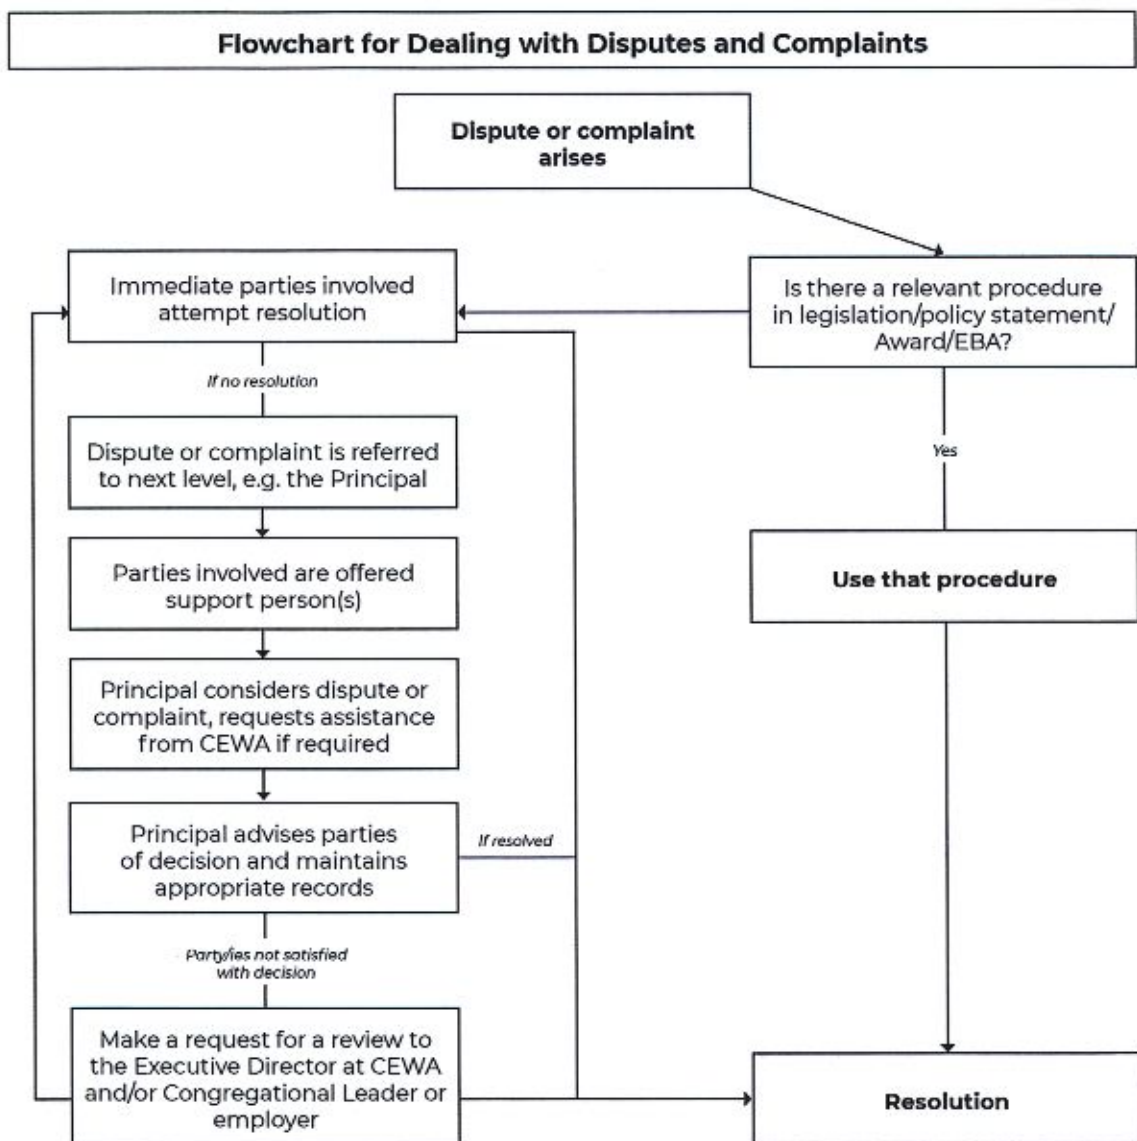 Flowchart for Dealing with Disputes and Complaints
Dispute or complaint
arises
Is there a relevant procedure
in legislation/policy statement/
Award/EBA?
Immediate parties involved
attempt resolution
If no resolution
Dispute or complaint is referred
to next level, e.g. the Principal
Yes
Parties involved are offered
support person(s)
Use that procedure
Principal considers dispute or
complaint, requests assistance
from CEWA if required
Principal advises parties
of decision and maintains
appropriate records
If resolved
Party/ies not satisfied
with decision
Make a request for a review to
the Executive Director at CEWA
and/or Congregational Leader or
employer
Resolution